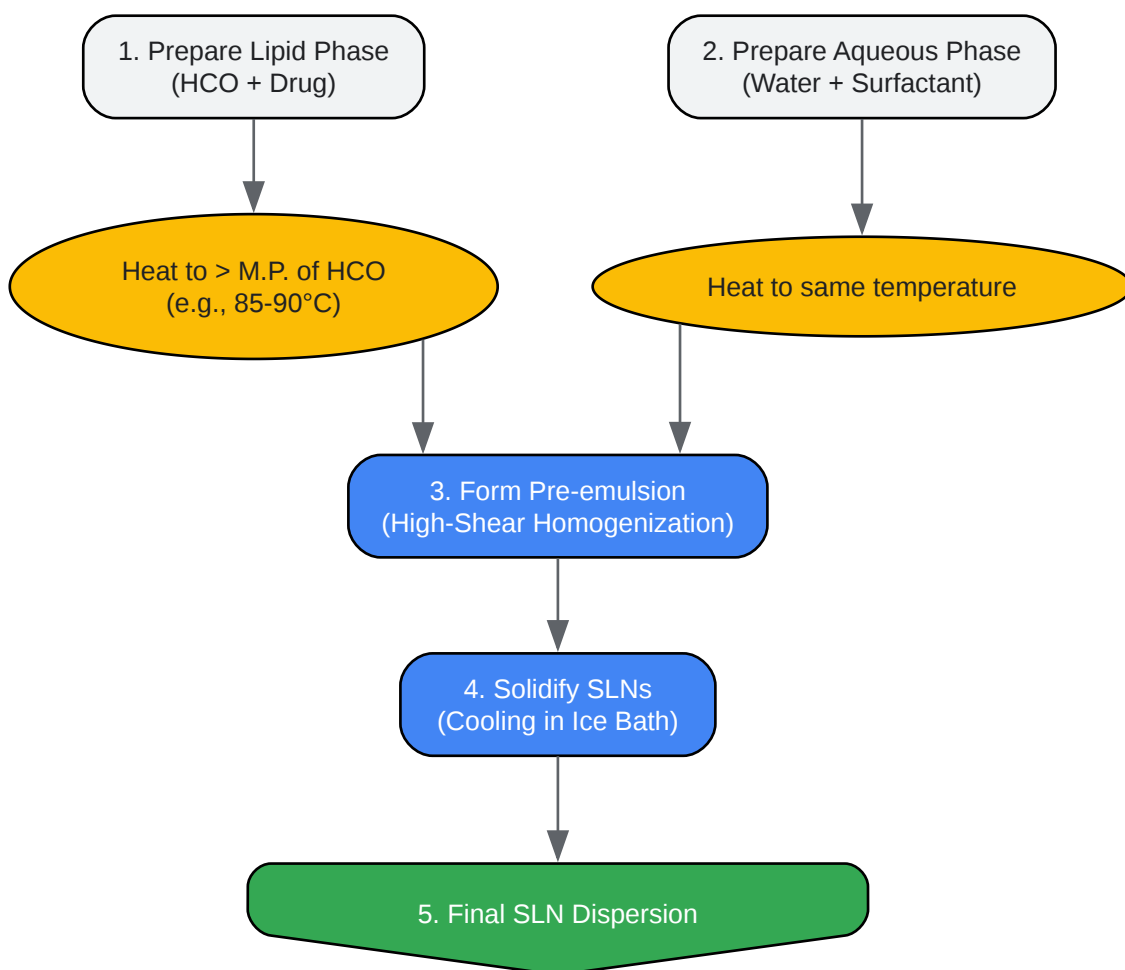 1. Prepare Lipid Phase
(HCO + Drug)
2. Prepare Aqueous Phase
(Water + Surfactant)
Heat to > M.P. of HCO
(e.g., 85-90°C)
Heat to same temperature
3. Form Pre-emulsion
(High-Shear Homogenization)
4. Solidify SLNs
(Cooling in Ice Bath)
5. Final SLN Dispersion